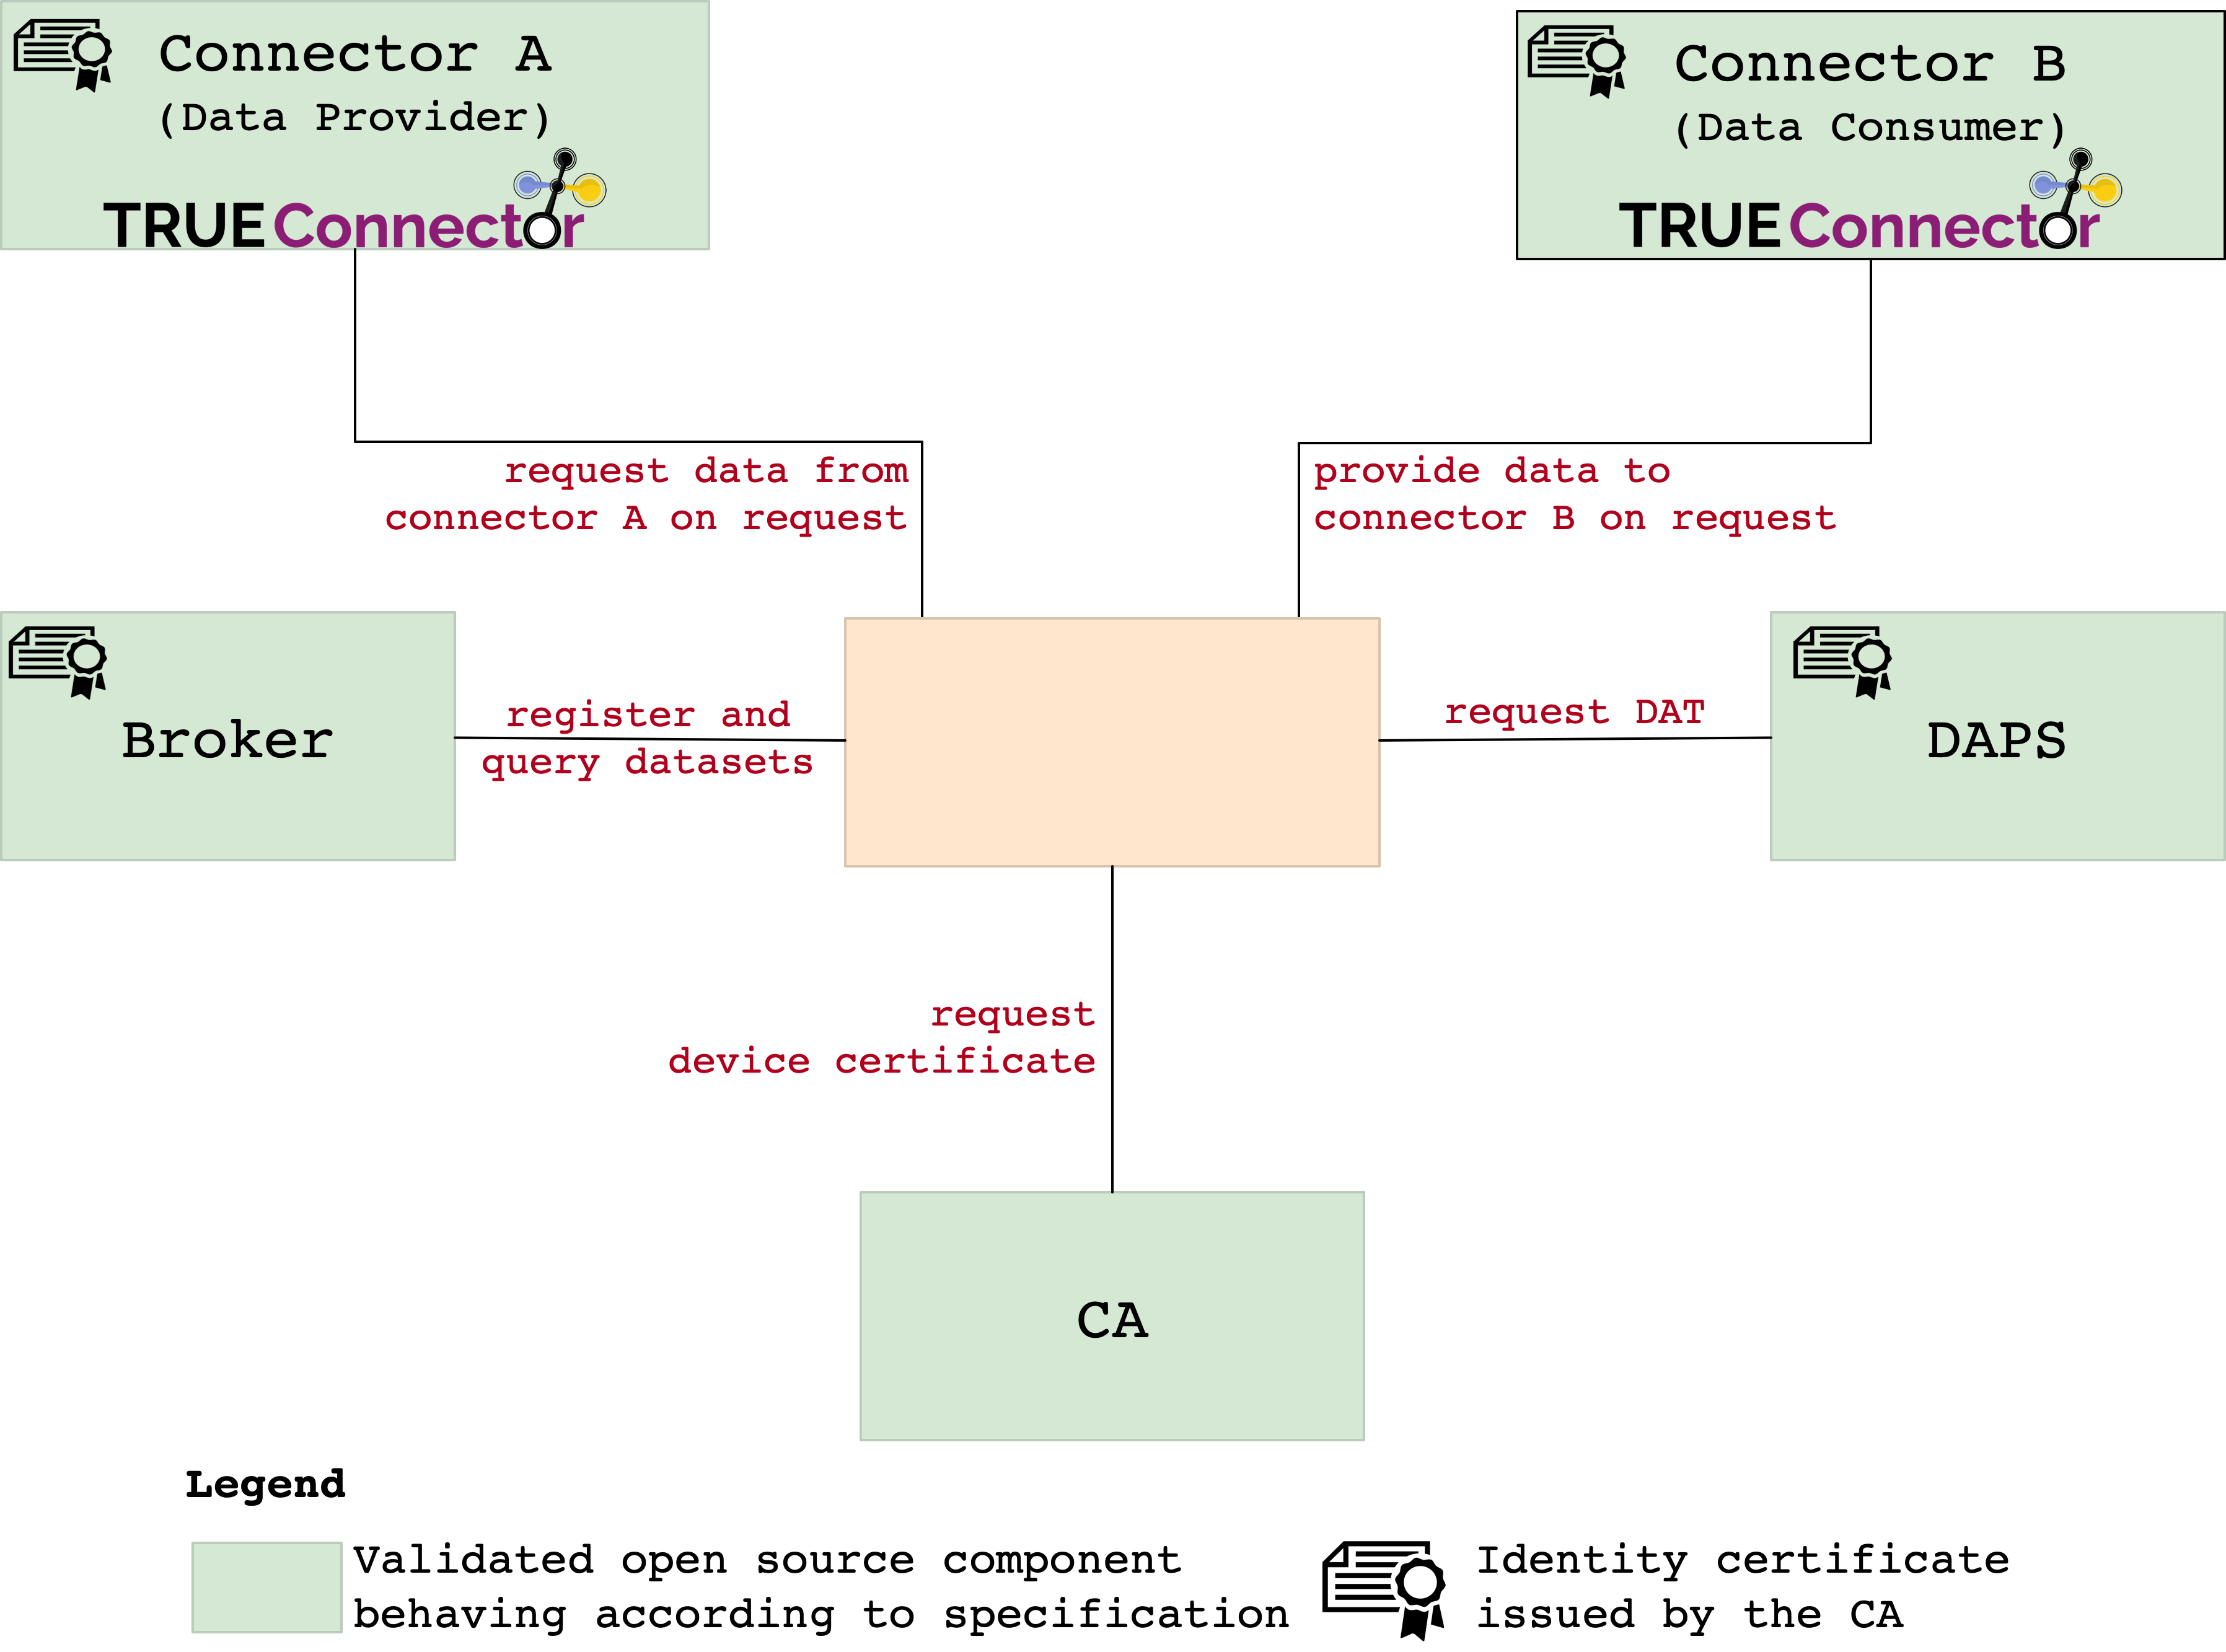 Connector A
(Data Provider)
TRUE Connector
Connector B
(Data Consumer)
TRUE Connector
request data from
connector A on request
provide data to
connector B on request
Broker
register and
query datasets
request DAT
DAPS
request
device certificate
CA
Legend
Validated open source component
behaving according to specification
Identity certificate
issued by the CA